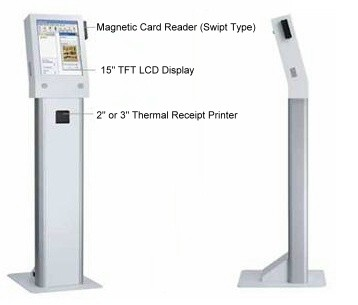 Magnetic Card Reader (Swipt Type)
15" TFT LCD Display
2" or 3" Thermal Receipt Printer